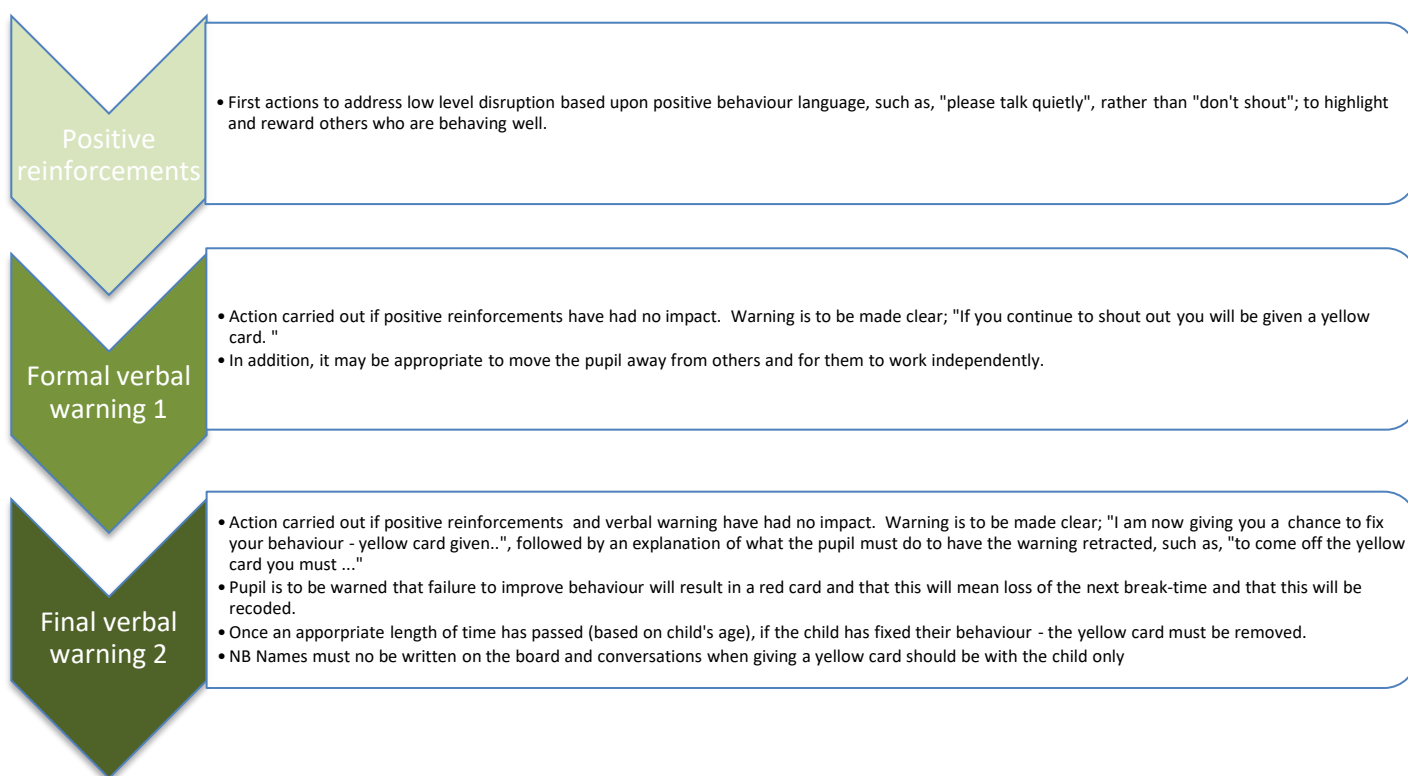 Positive
reinforcements
• First actions to address low level disruption based upon positive behaviour language, such as, "please talk quietly", rather than "don't shout"; to highlight
and reward others who are behaving well.
Formal verbal
warning 1
• Action carried out if positive reinforcements have had no impact.  Warning is to be made clear; "If you continue to shout out you will be given a yellow
card. "
• In addition, it may be appropriate to move the pupil away from others and for them to work independently.
Final verbal
warning 2
• Action carried out if positive reinforcements  and verbal warning have had no impact.  Warning is to be made clear; "I am now giving you a  chance to fix
your behaviour - yellow card given..", followed by an explanation of what the pupil must do to have the warning retracted, such as, "to come off the yellow
card you must ..."
• Pupil is to be warned that failure to improve behaviour will result in a red card and that this will mean loss of the next break-time and that this will be
recoded.
• Once an apporpriate length of time has passed (based on child's age), if the child has fixed their behaviour - the yellow card must be removed.
• NB Names must no be written on the board and conversations when giving a yellow card should be with the child only